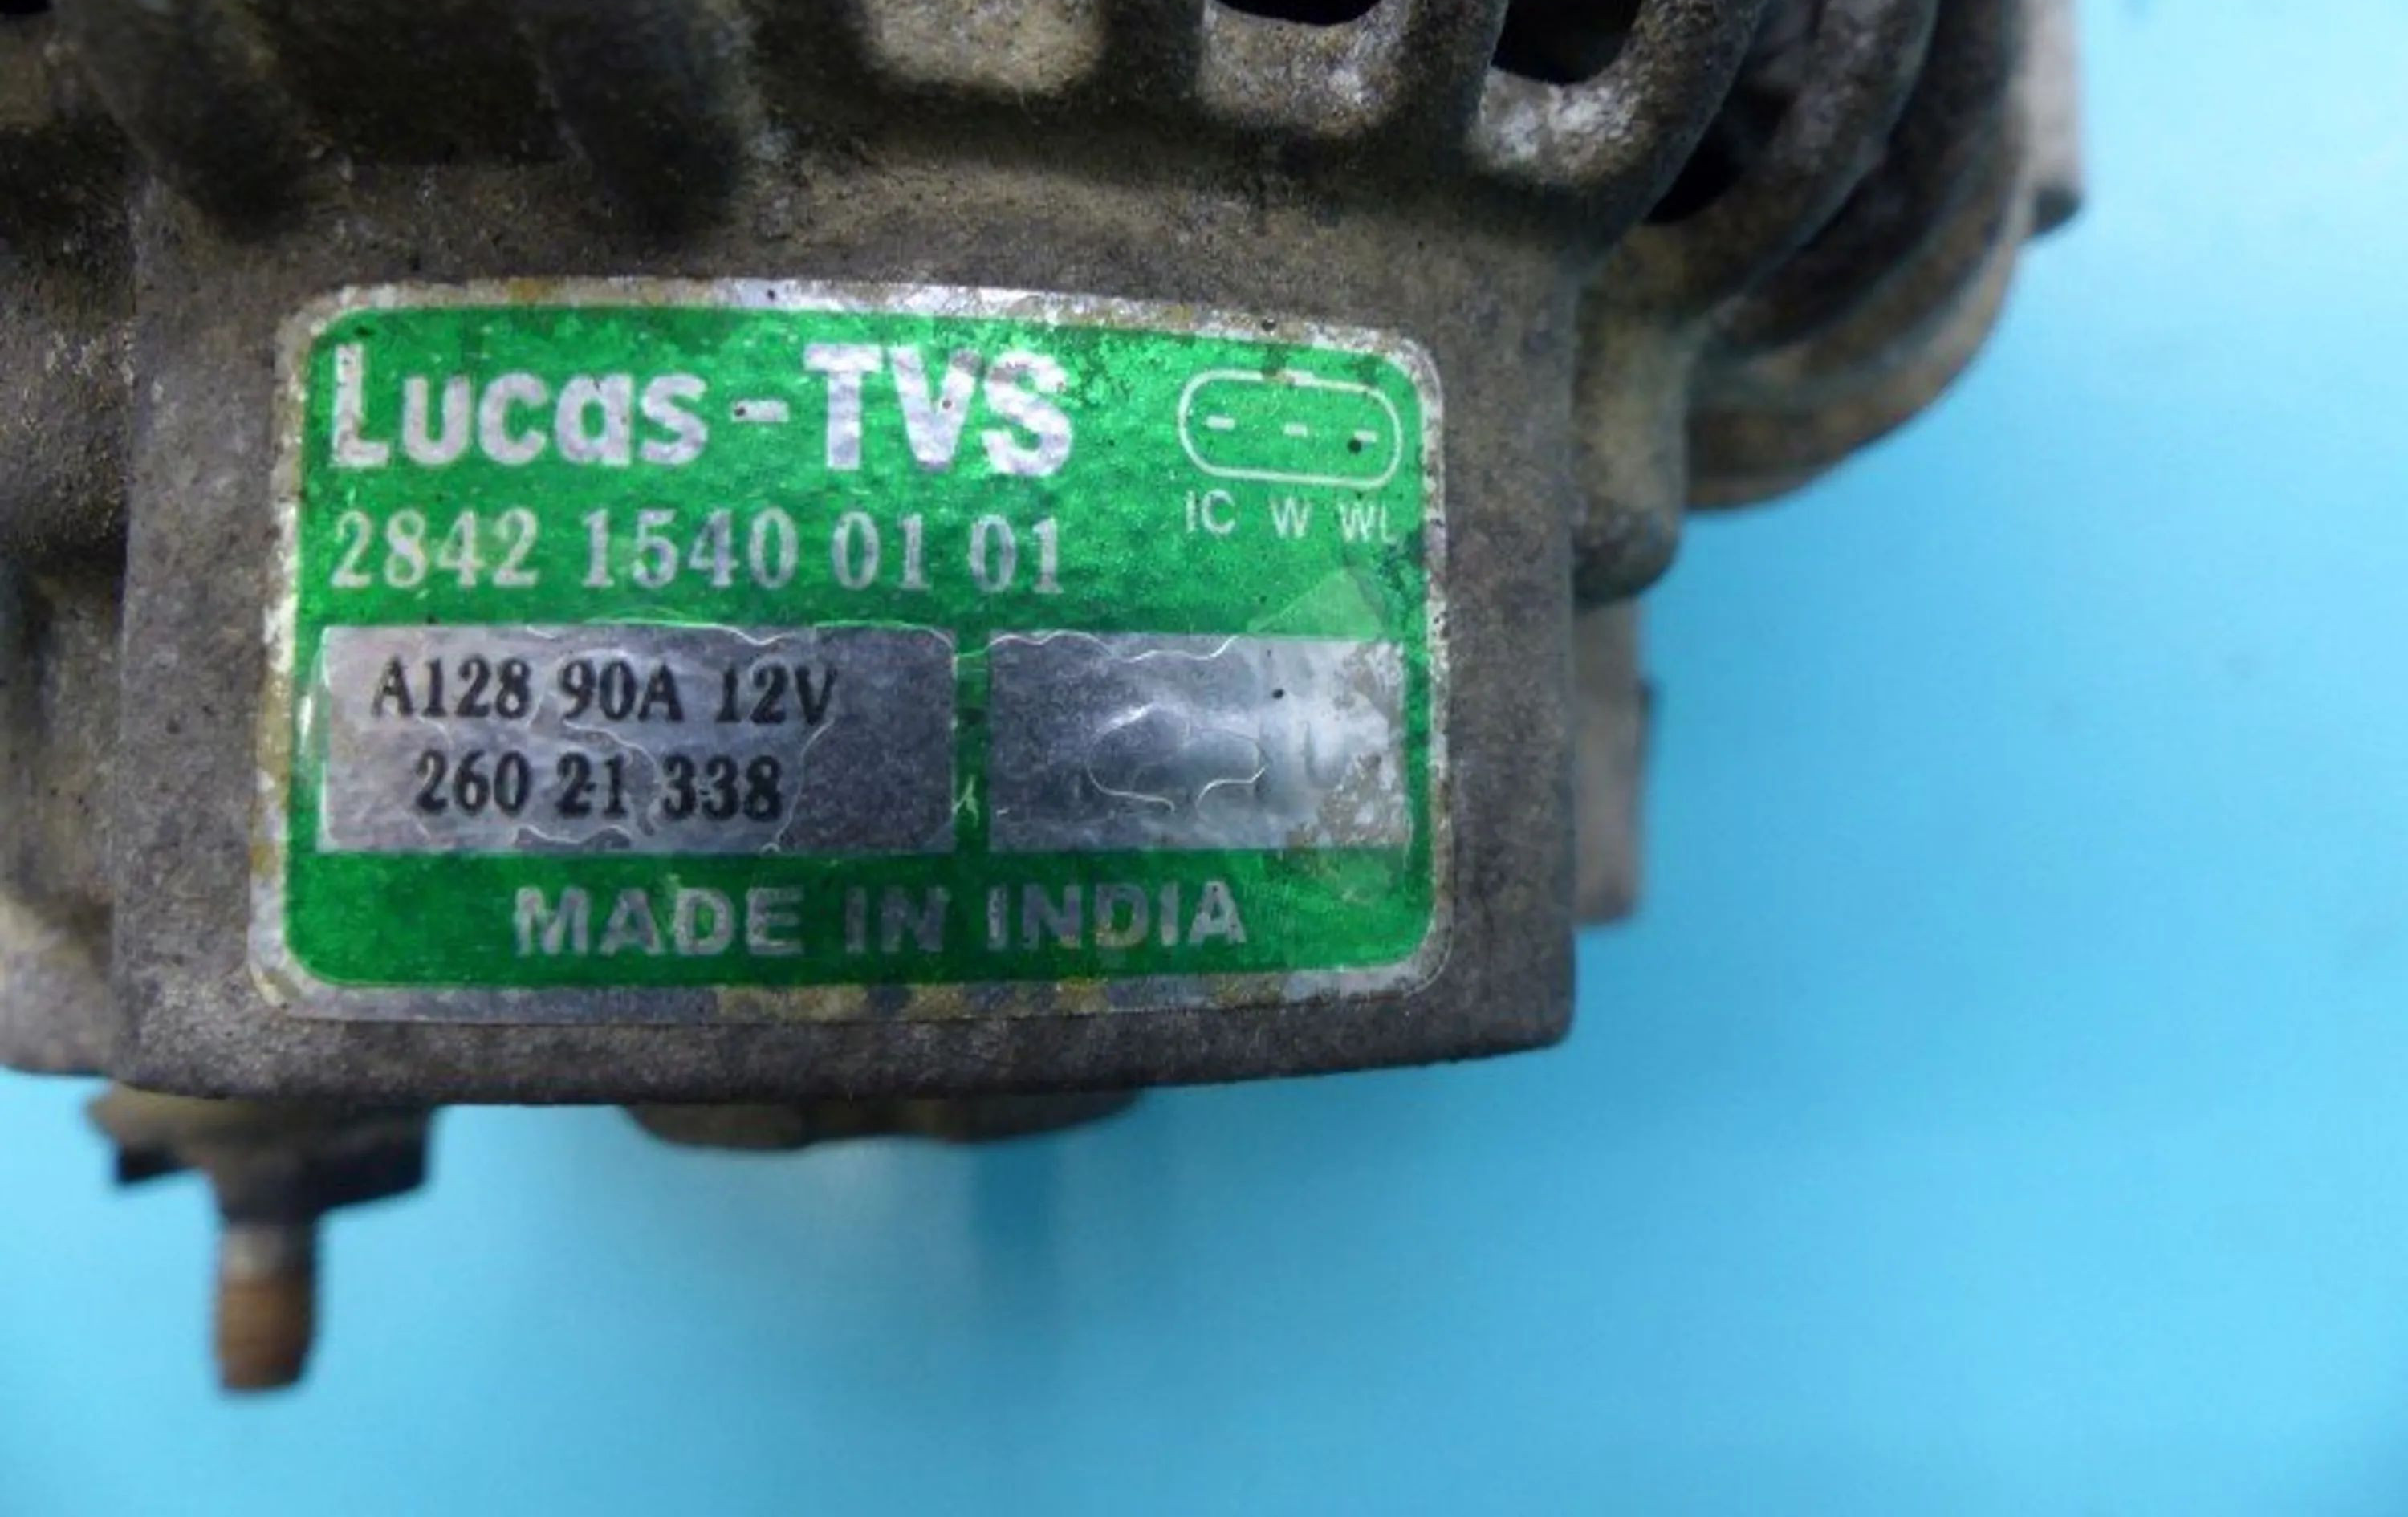 Lucas-TVS
IC W WL
2842 1540 01 01
A128 90A 12V
260 21 338
MADE IN INDIA